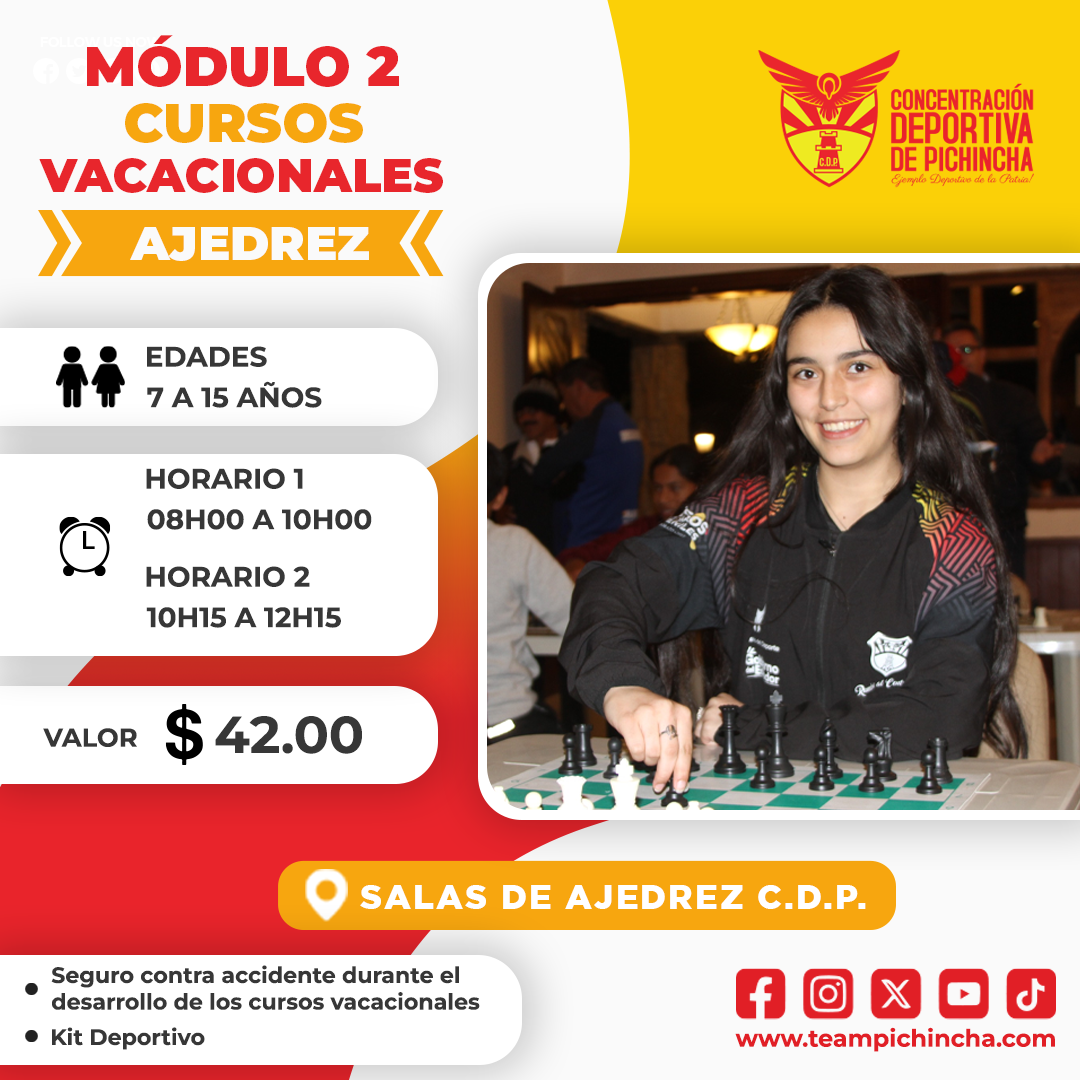 MÓDULO 2
CURSOS
VACACIONALES
AJEDREZ
CONCENTRACIÓN
DEPORTIVA
DE PICHINCHA
Ejemplo Deportivo de la Patria!
C.D.P.
EDADES
7 A 15 AÑOS
HORARIO 1
08H00 A 10H00
HORARIO 2
10H15 A 12H15
VALOR $ 42.00
SALAS DE AJEDREZ C.D.P.
• Seguro contra accidente durante el
desarrollo de los cursos vacacionales
• Kit Deportivo
www.teampichincha.com